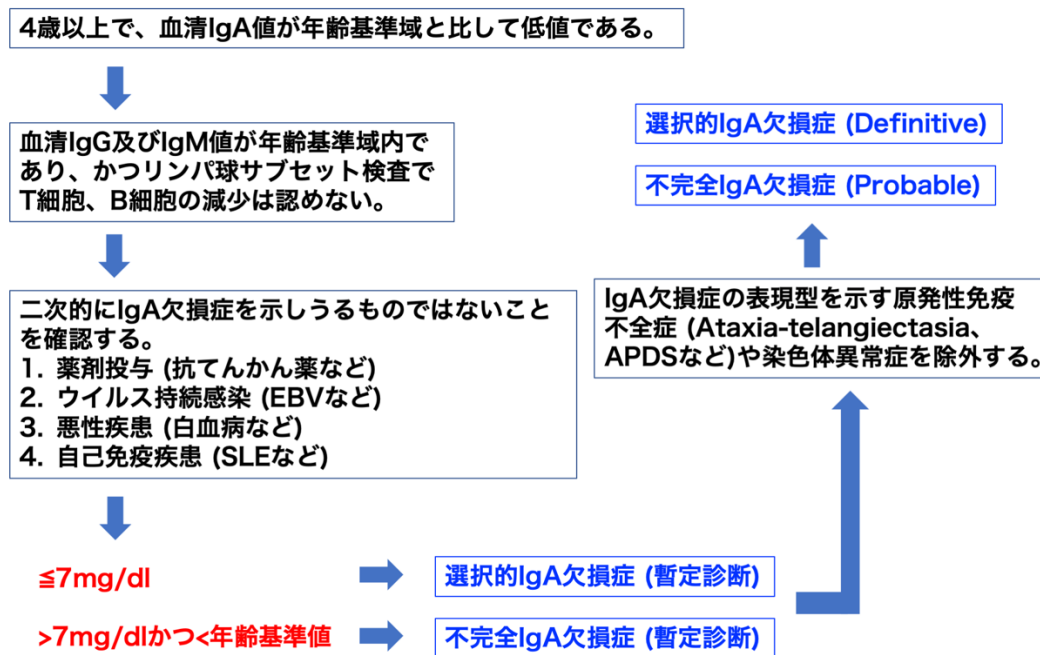 4歳以上で、血清IgA値が年齢基準域と比して低値である。
血清IgG及びIgM値が年齢基準域内で
あり、かつリンパ球サブセット検査で
T細胞、B細胞の減少は認めない。
二次的にIgA欠損症を示しうるものではないこと
を確認する。
1. 薬剤投与 (抗てんかん薬など)
2. ウイルス持続感染 (EBVなど)
3. 悪性疾患 (白血病など)
4. 自己免疫疾患 (SLEなど)
≦7mg/dl
選択的IgA欠損症 (暫定診断)
>7mg/dlかつ<年齢基準値
不完全IgA欠損症 (暫定診断)
IgA欠損症の表現型を示す原発性免疫
不全症 (Ataxia-telangiectasia、
APDSなど)や染色体異常症を除外する。
選択的IgA欠損症 (Definitive)
不完全IgA欠損症 (Probable)